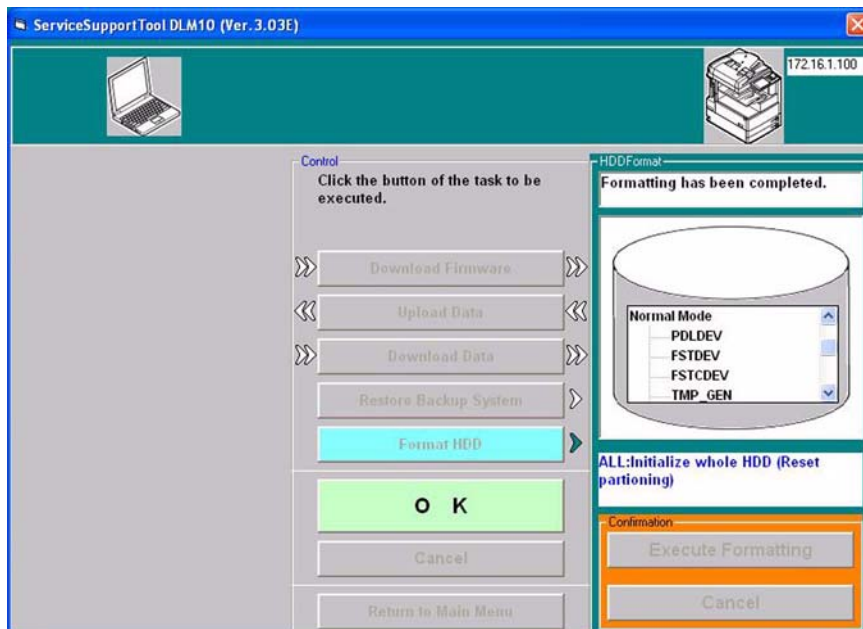 ServiceSupportTool DLM10 (Ver.3.03E)
172.16.1.100
Control
Click the button of the task to be
executed.
Download Firmware
Upload Data
Download Data
Restore Backup System
Format HDD
O K
Cancel
Return to Main Menu
HDDFormat
Formatting has been completed.
Normal Mode
PDLDEV
FSTDEV
FSTCDEV
TMP_GEN
ALL:Initialize whole HDD (Reset
partioning)
Confirmation
Execute Formatting
Cancel